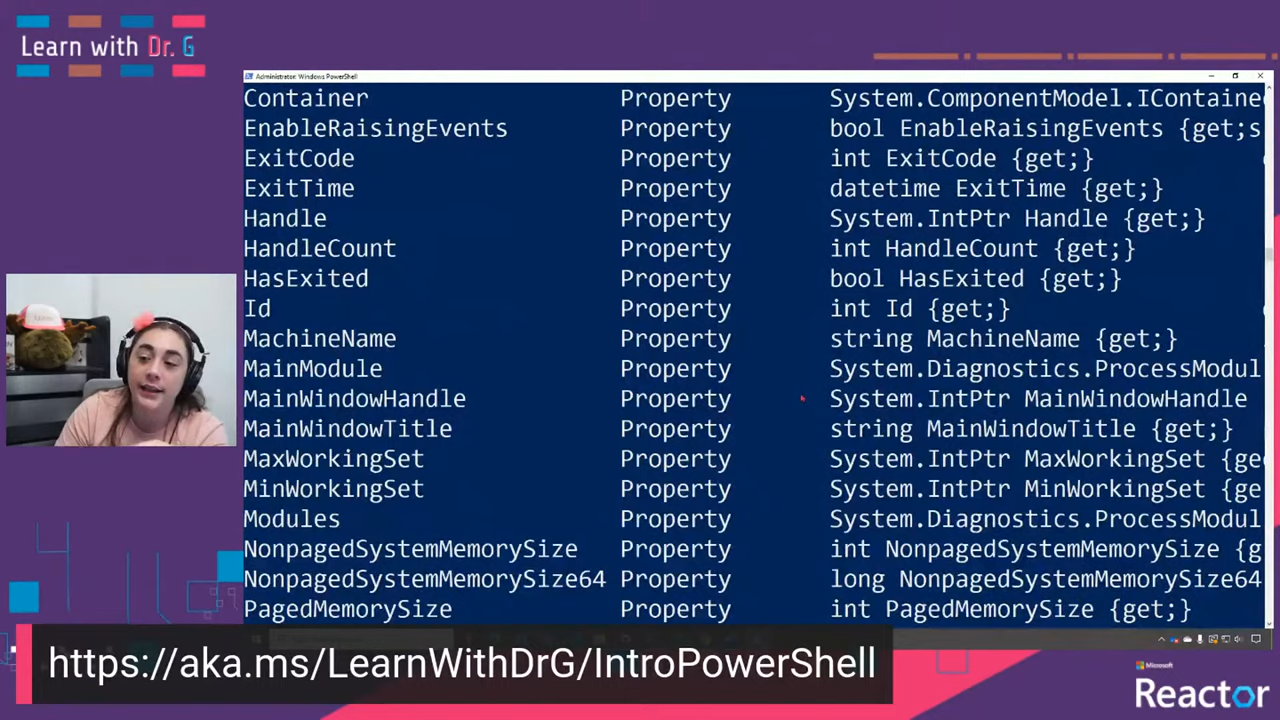 Learn with Dr. G
Administrator: Windows PowerShell
Container Property System.ComponentModel.IContaine
EnableRaisingEvents Property bool EnableRaisingEvents {get;s
ExitCode Property int ExitCode {get;}
ExitTime Property datetime ExitTime {get;}
Handle Property System.IntPtr Handle {get;}
HandleCount Property int HandleCount {get;}
HasExited Property bool HasExited {get;}
Id Property int Id {get;}
MachineName Property string MachineName {get;}
MainModule Property System.Diagnostics.ProcessModul
MainWindowHandle Property System.IntPtr MainWindowHandle
MainWindowTitle Property string MainWindowTitle {get;}
MaxWorkingSet Property System.IntPtr MaxWorkingSet {ge
MinWorkingSet Property System.IntPtr MinWorkingSet {ge
Modules Property System.Diagnostics.ProcessModul
NonpagedSystemMemorySize Property int NonpagedSystemMemorySize {g
NonpagedSystemMemorySize64 Property long NonpagedSystemMemorySize64
PagedMemorySize Property int PagedMemorySize {get;}
https://aka.ms/LearnWithDrG/IntroPowerShell
Microsoft
Reactor